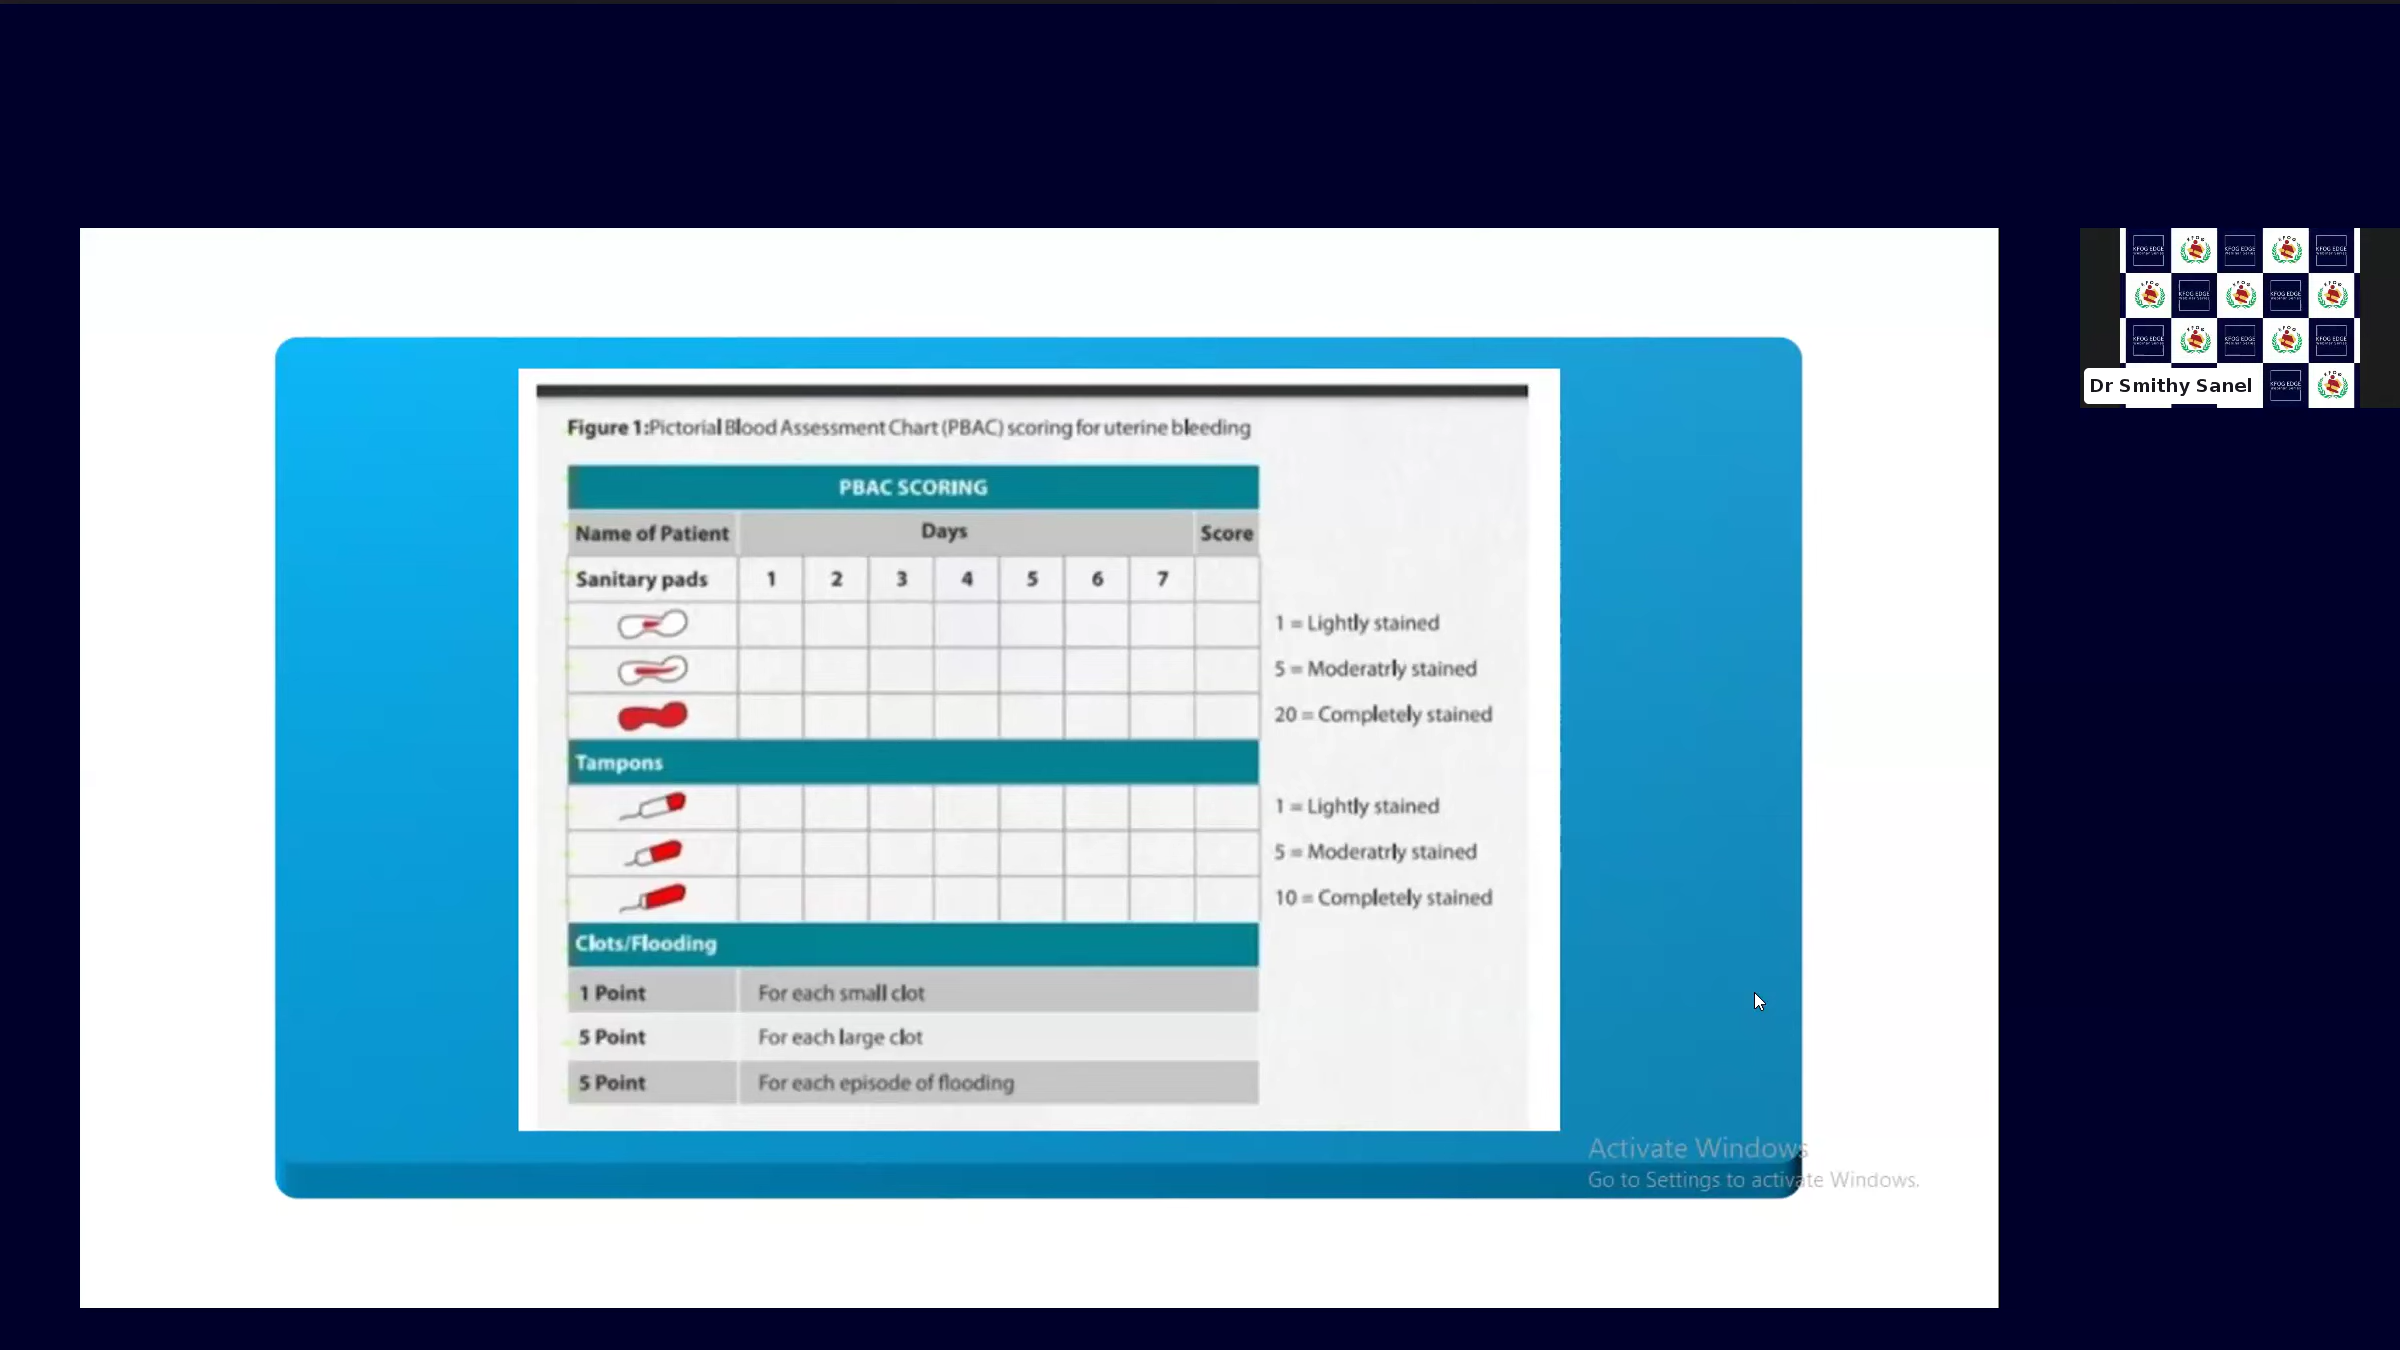 Figure 1:Pictorial Blood Assessment Chart (PBAC) scoring for uterine bleeding
PBAC SCORING
Name of Patient Days Score
Sanitary pads 1 2 3 4 5 6 7
1 = Lightly stained
5 = Moderatrly stained
20 = Completely stained
Tampons
1 = Lightly stained
5 = Moderatrly stained
10 = Completely stained
Clots/Flooding
1 Point For each small clot
5 Point For each large clot
5 Point For each episode of flooding
Activate Windows
Go to Settings to activate Windows.
KFOG EDGE
Dr Smithy Sanel